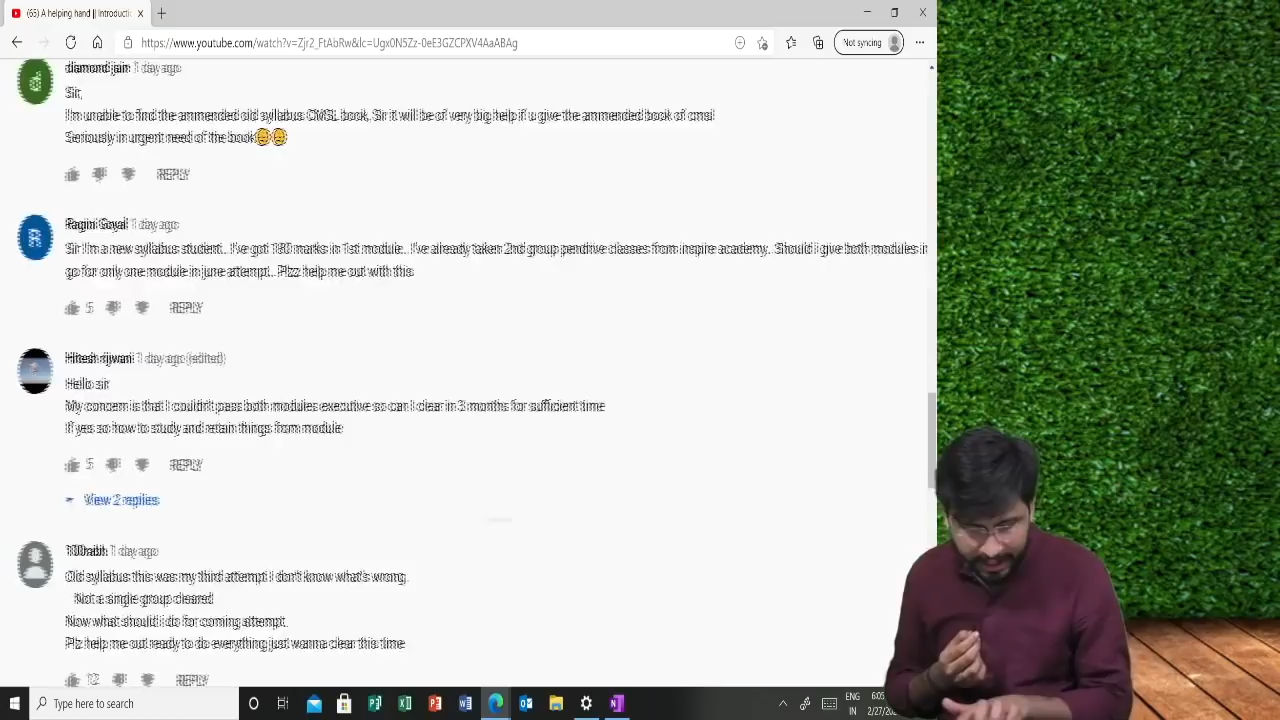 (65) A helping hand || Introducti
https://www.youtube.com/watch?v=Zjr2_FtAbRw&lc=Ugx0N5Zz-0eE3GZCPXV4AaABAg
Not syncing
diamond jain 1 day ago
Sir,
I'm unable to find the ammended old syllabus CMSL book, Sir it will be of very big help if u give the ammended book of cmsl
Seriously in urgent need of the book
REPLY
Ragini Goyal 1 day ago
Sir I'm a new syllabus student.. I've got 180 marks in 1st module.. I've already taken 2nd group pendrive classes from inspire academy.. Should i give both modules in
go for only one module in june attempt.. Plzz help me out with this
5 REPLY
Hitesh rijwani 1 day ago (edited)
Hello sir
My concern is that I couldn't pass both modules executive so can I clear in 3 months for sufficient time
If yes so how to study and retain things from module
5 REPLY
View 2 replies
100rabh 1 day ago
Old syllabus this was my third attempt I don't know what's wrong,
Not a single group cleared
Now what should i do for coming attempt.
Plz help me out ready to do everything just wanna clear this time
12 REPLY
Type here to search
ENG 6:05
IN 2/27/20